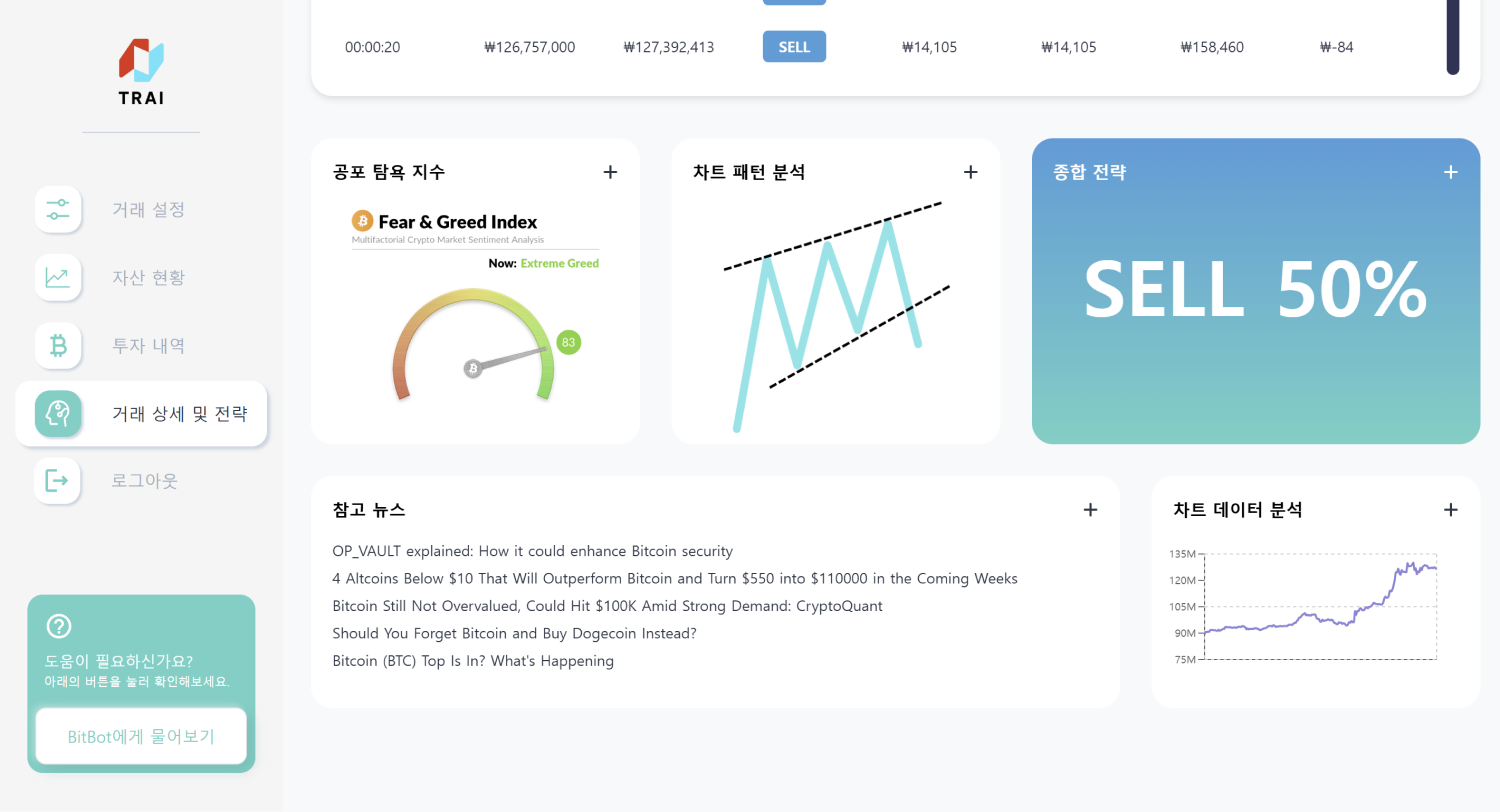 TRAI
거래 설정
자산 현황
투자 내역
거래 상세 및 전략
로그아웃
도움이 필요하신가요?
아래의 버튼을 눌러 확인해보세요.
BitBot에게 물어보기
00:00:20 ₩126,757,000 ₩127,392,413 SELL ₩14,105 ₩14,105 ₩158,460 ₩-84
공포 탐욕 지수 +
Fear & Greed Index
Multifactorial Crypto Market Sentiment Analysis
Now: Extreme Greed
83
차트 패턴 분석 +
종합 전략 +
SELL 50%
참고 뉴스 +
OP_VAULT explained: How it could enhance Bitcoin security
4 Altcoins Below $10 That Will Outperform Bitcoin and Turn $550 into $110000 in the Coming Weeks
Bitcoin Still Not Overvalued, Could Hit $100K Amid Strong Demand: CryptoQuant
Should You Forget Bitcoin and Buy Dogecoin Instead?
Bitcoin (BTC) Top Is In? What's Happening
차트 데이터 분석 +
135M
120M
105M
90M
75M